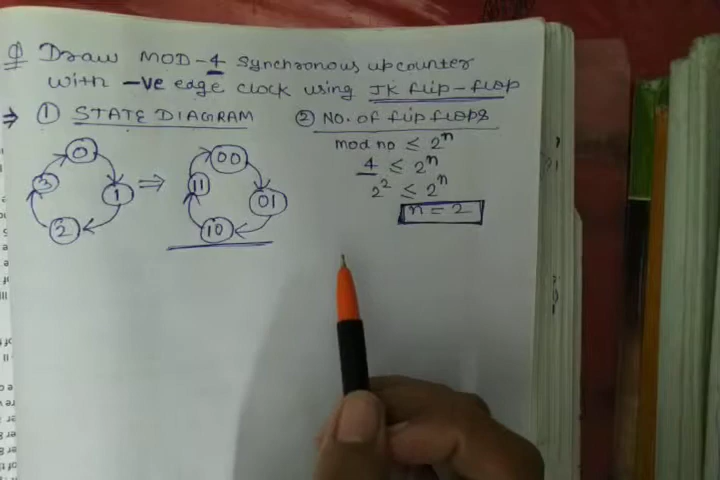 Q Draw MOD-4 synchronous upcounter
with -ve edge clock using JK flip-flop
⇒ ① STATE DIAGRAM
0
3 1
2
⇒
00
11 01
10
② No. of flip flops
mod no ≤ 2ⁿ
4 ≤ 2ⁿ
2² ≤ 2ⁿ
n = 2